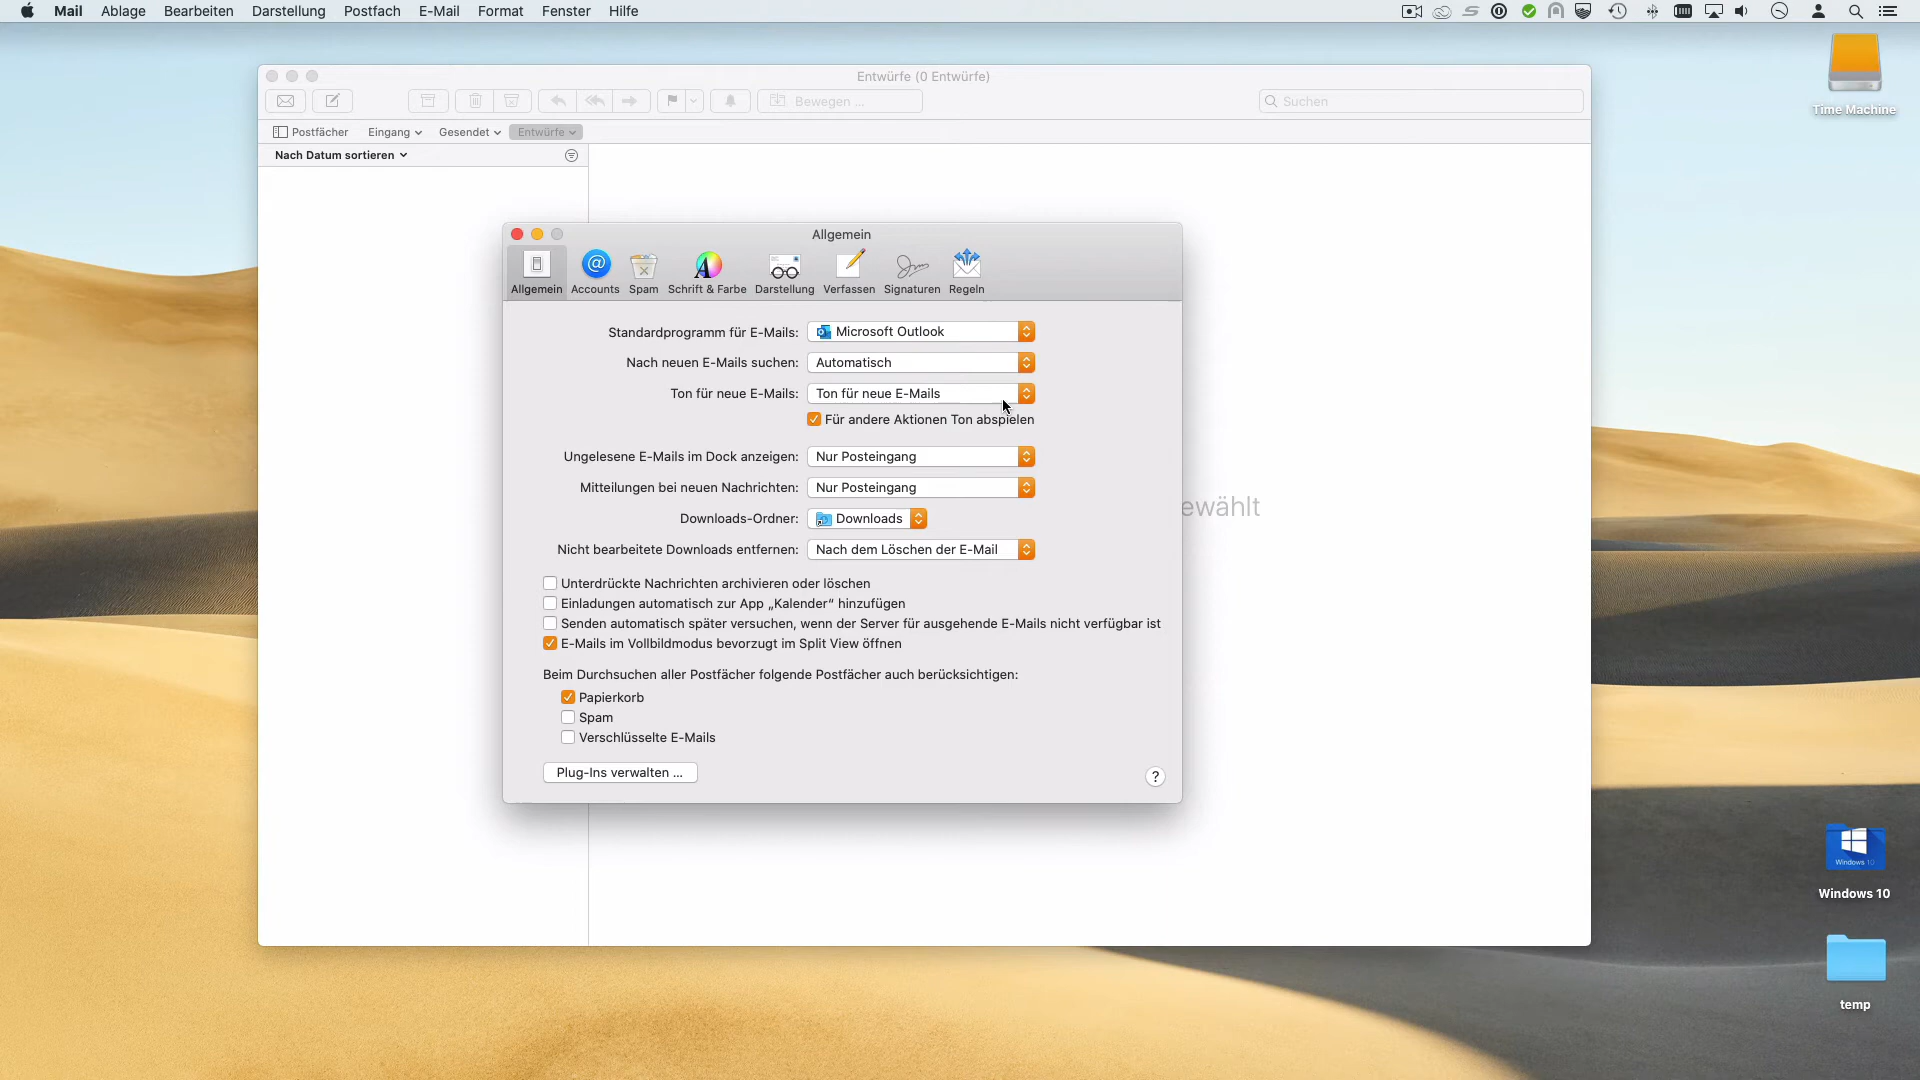 Mail Ablage Bearbeiten Darstellung Postfach E-Mail Format Fenster Hilfe
Time Machine
Entwürfe (0 Entwürfe)
Bewegen ...
Suchen
Postfächer Eingang Gesendet Entwürfe
Nach Datum sortieren
Allgemein
Allgemein Accounts Spam Schrift & Farbe Darstellung Verfassen Signaturen Regeln
Standardprogramm für E-Mails: Microsoft Outlook
Nach neuen E-Mails suchen: Automatisch
Ton für neue E-Mails: Ton für neue E-Mails
Für andere Aktionen Ton abspielen
Ungelesene E-Mails im Dock anzeigen: Nur Posteingang
Mitteilungen bei neuen Nachrichten: Nur Posteingang
ewählt
Downloads-Ordner: Downloads
Nicht bearbeitete Downloads entfernen: Nach dem Löschen der E-Mail
Unterdrückte Nachrichten archivieren oder löschen
Einladungen automatisch zur App „Kalender“ hinzufügen
Senden automatisch später versuchen, wenn der Server für ausgehende E-Mails nicht verfügbar ist
E-Mails im Vollbildmodus bevorzugt im Split View öffnen
Beim Durchsuchen aller Postfächer folgende Postfächer auch berücksichtigen:
Papierkorb
Spam
Verschlüsselte E-Mails
Plug-Ins verwalten ...
?
Windows 10
Windows 10
temp